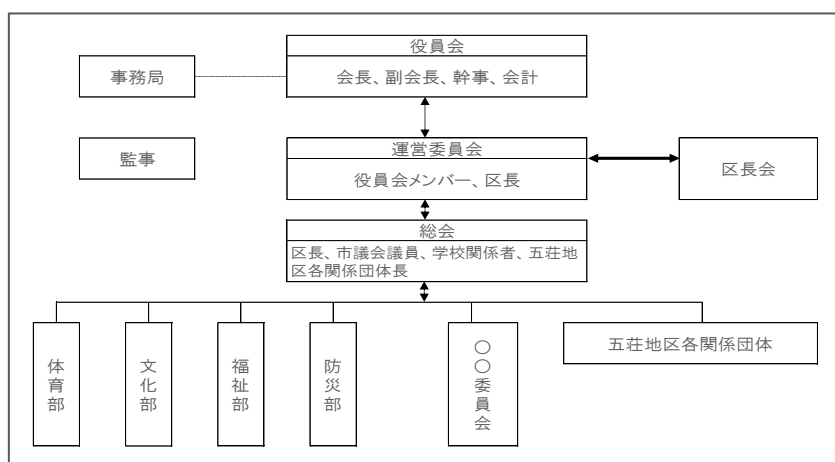 役員会
事務局
会長、副会長、幹事、会計
監事
運営委員会
役員会メンバー、区長
区長会
総会
区長、市議会議員、学校関係者、五荘地
区各関係団体長
体育部
文化部
福祉部
防災部
〇〇委員会
五荘地区各関係団体